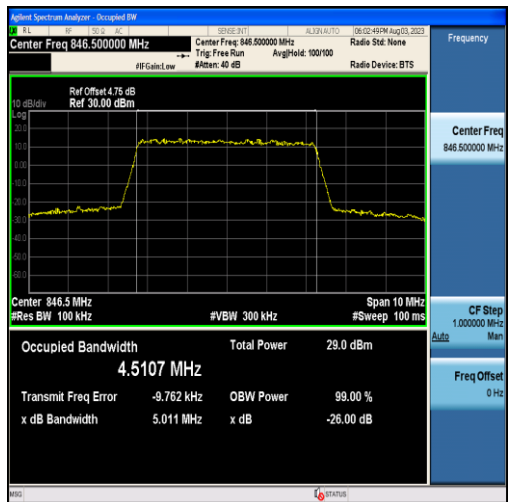 Agilent Spectrum Analyzer - Occupied BW
RL RF 50 Ω AC SENSE:INT ALIGN AUTO 06:02:49 PM Aug 03, 2023
Center Freq 846.500000 MHz
Center Freq: 846.500000 MHz
Radio Std: None
Trig: Free Run Avg|Hold: 100/100
#IFGain:Low #Atten: 40 dB Radio Device: BTS
Ref Offset 4.75 dB
10 dB/div Ref 30.00 dBm
Log
20.0
10.0
0.00
-10.0
-20.0
-30.0
-40.0
-50.0
-60.0
Center 846.5 MHz Span 10 MHz
#Res BW 100 kHz #VBW 300 kHz #Sweep 100 ms
Occupied Bandwidth Total Power 29.0 dBm
4.5107 MHz
Transmit Freq Error -9.762 kHz OBW Power 99.00 %
x dB Bandwidth 5.011 MHz x dB -26.00 dB
MSG STATUS
Frequency
Center Freq
846.500000 MHz
CF Step
1.000000 MHz
Auto Man
Freq Offset
0 Hz